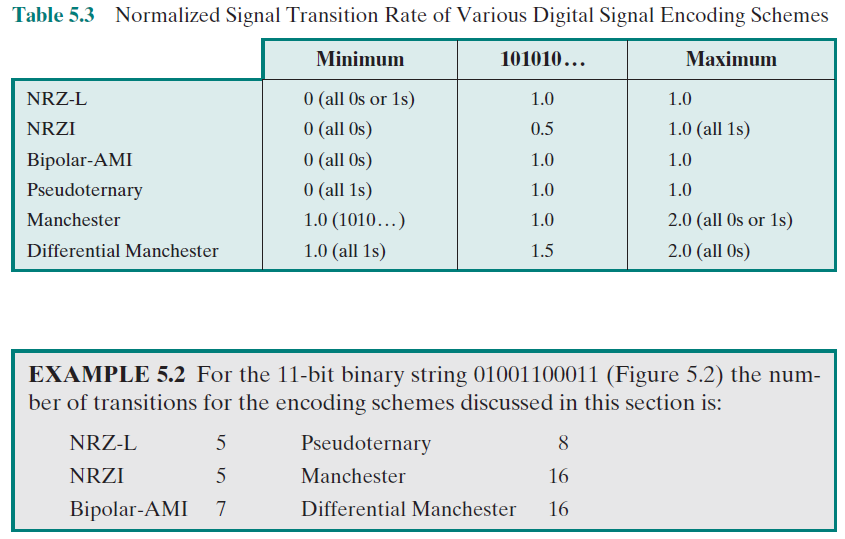 Table 5.3 Normalized Signal Transition Rate of Various Digital Signal Encoding Schemes
Minimum 101010... Maximum
NRZ-L 0 (all 0s or 1s) 1.0 1.0
NRZI 0 (all 0s) 0.5 1.0 (all 1s)
Bipolar-AMI 0 (all 0s) 1.0 1.0
Pseudoternary 0 (all 1s) 1.0 1.0
Manchester 1.0 (1010...) 1.0 2.0 (all 0s or 1s)
Differential Manchester 1.0 (all 1s) 1.5 2.0 (all 0s)
EXAMPLE 5.2 For the 11-bit binary string 01001100011 (Figure 5.2) the num-
ber of transitions for the encoding schemes discussed in this section is:
NRZ-L 5 Pseudoternary 8
NRZI 5 Manchester 16
Bipolar-AMI 7 Differential Manchester 16